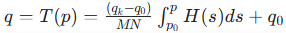 q = T(p) = \frac{(q_k - q_0)}{MN} \int_{p_0}^{p} H(s)ds + q_0